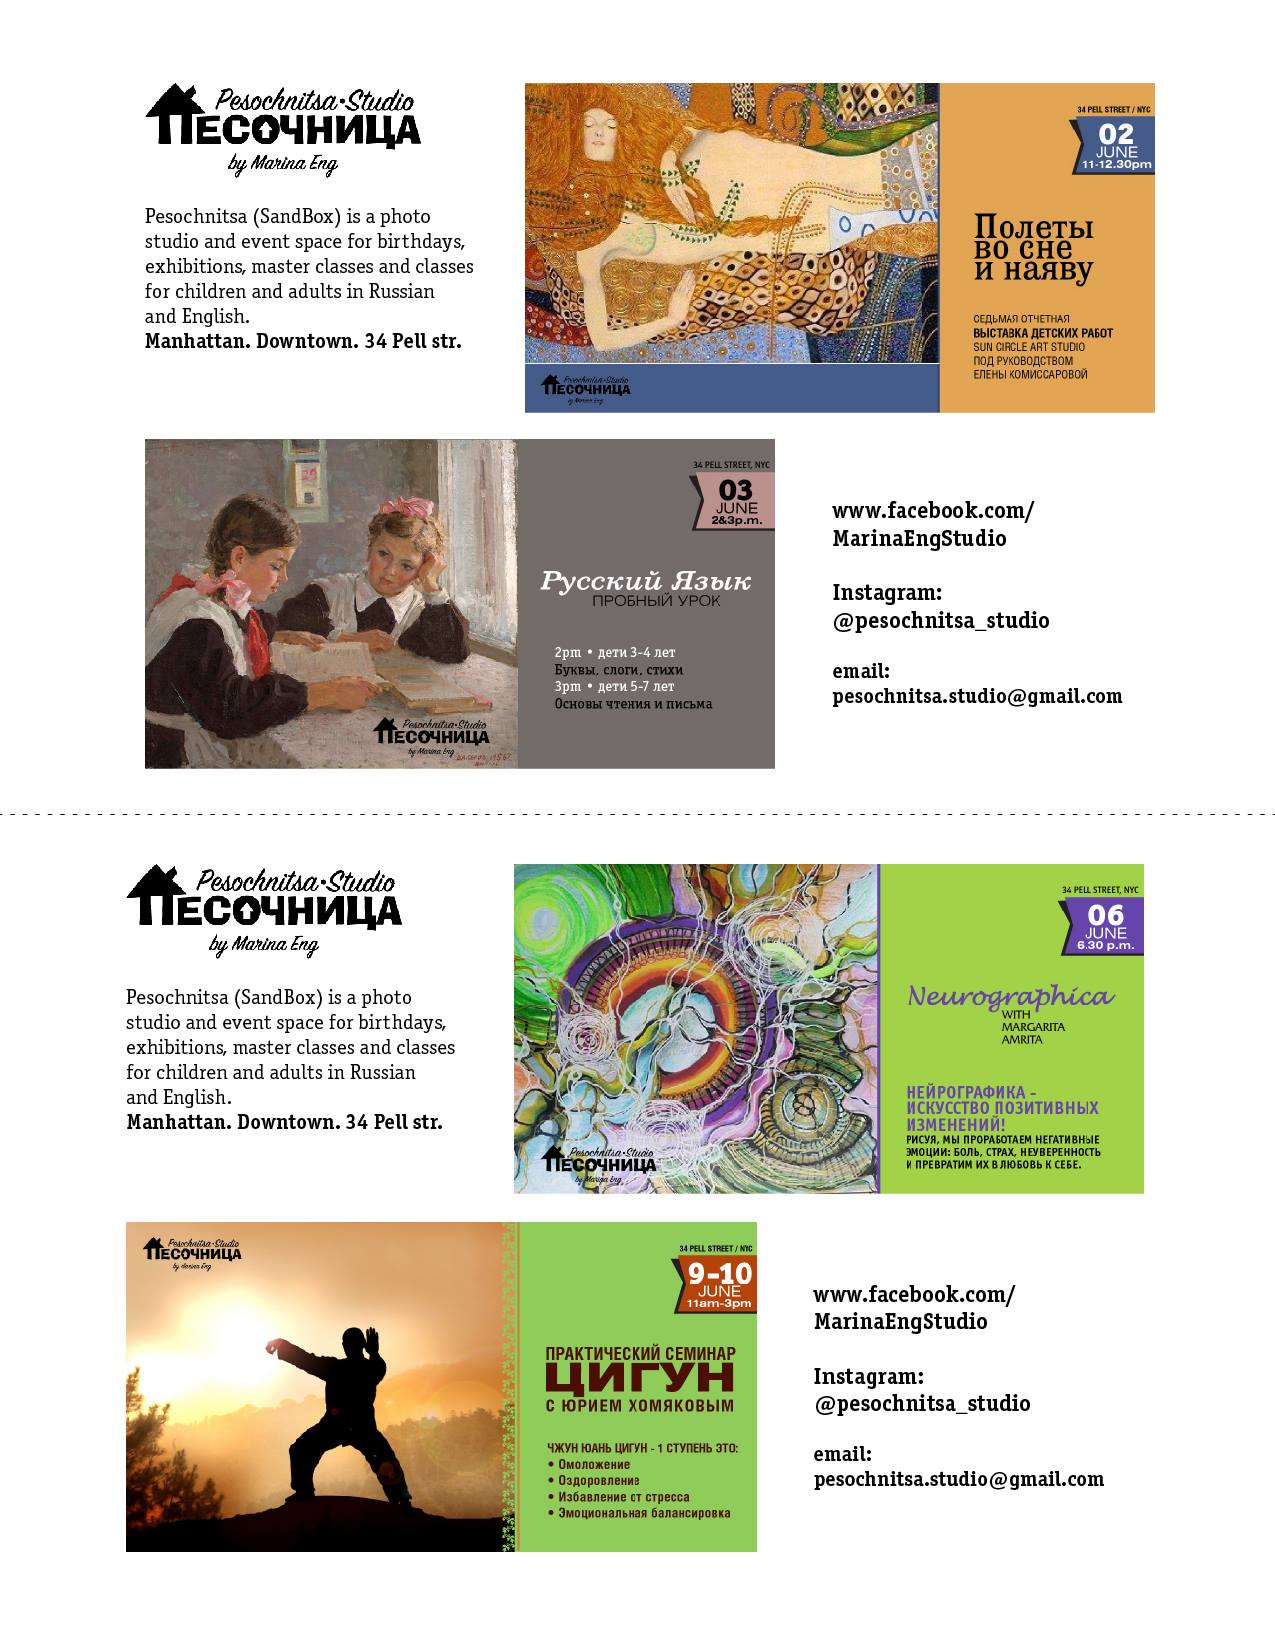 Pesochnitsa•Studio
ПЕСОЧНИЦА
by Marina Eng
Pesochnitsa (SandBox) is a photo
studio and event space for birthdays,
exhibitions, master classes and classes
for children and adults in Russian
and English.
Manhattan. Downtown. 34 Pell str.
34 PELL STREET / NYC
02
JUNE
11-12.30pm
Полеты
во сне
и наяву
СЕДЬМАЯ ОТЧЕТНАЯ
ВЫСТАВКА ДЕТСКИХ РАБОТ
SUN CIRCLE ART STUDIO
ПОД РУКОВОДСТВОМ
ЕЛЕНЫ КОМИССАРОВОЙ
Pesochnitsa•Studio
ПЕСОЧНИЦА
by Marina Eng
34 PELL STREET, NYC
03
JUNE
2&3p.m.
Русский Язык
ПРОБНЫЙ УРОК
2pm • дети 3-4 лет
Буквы, слоги, стихи
3pm • дети 5-7 лет
Основы чтения и письма
Pesochnitsa•Studio
ПЕСОЧНИЦА
by Marina Eng
www.facebook.com/
MarinaEngStudio
Instagram:
@pesochnitsa_studio
email:
pesochnitsa.studio@gmail.com
Pesochnitsa•Studio
ПЕСОЧНИЦА
by Marina Eng
Pesochnitsa (SandBox) is a photo
studio and event space for birthdays,
exhibitions, master classes and classes
for children and adults in Russian
and English.
Manhattan. Downtown. 34 Pell str.
34 PELL STREET, NYC
06
JUNE
6.30 p.m.
Neurographica
WITH
MARGARITA
AMRITA
НЕЙРОГРАФИКА -
ИСКУССТВО ПОЗИТИВНЫХ
ИЗМЕНЕНИЙ!
РИСУЯ, МЫ ПРОРАБОТАЕМ НЕГАТИВНЫЕ
ЭМОЦИИ: БОЛЬ, СТРАХ, НЕУВЕРЕННОСТЬ
И ПРЕВРАТИМ ИХ В ЛЮБОВЬ К СЕБЕ.
Pesochnitsa•Studio
ПЕСОЧНИЦА
by Marina Eng
Pesochnitsa•Studio
ПЕСОЧНИЦА
by Marina Eng
34 PELL STREET / NYC
9-10
JUNE
11am-3pm
ПРАКТИЧЕСКИЙ СЕМИНАР
ЦИГУН
С ЮРИЕМ ХОМЯКОВЫМ
ЧЖУН ЮАНЬ ЦИГУН - 1 СТУПЕНЬ ЭТО:
• Омоложение
• Оздоровление
• Избавление от стресса
• Эмоциональная балансировка
www.facebook.com/
MarinaEngStudio
Instagram:
@pesochnitsa_studio
email:
pesochnitsa.studio@gmail.com